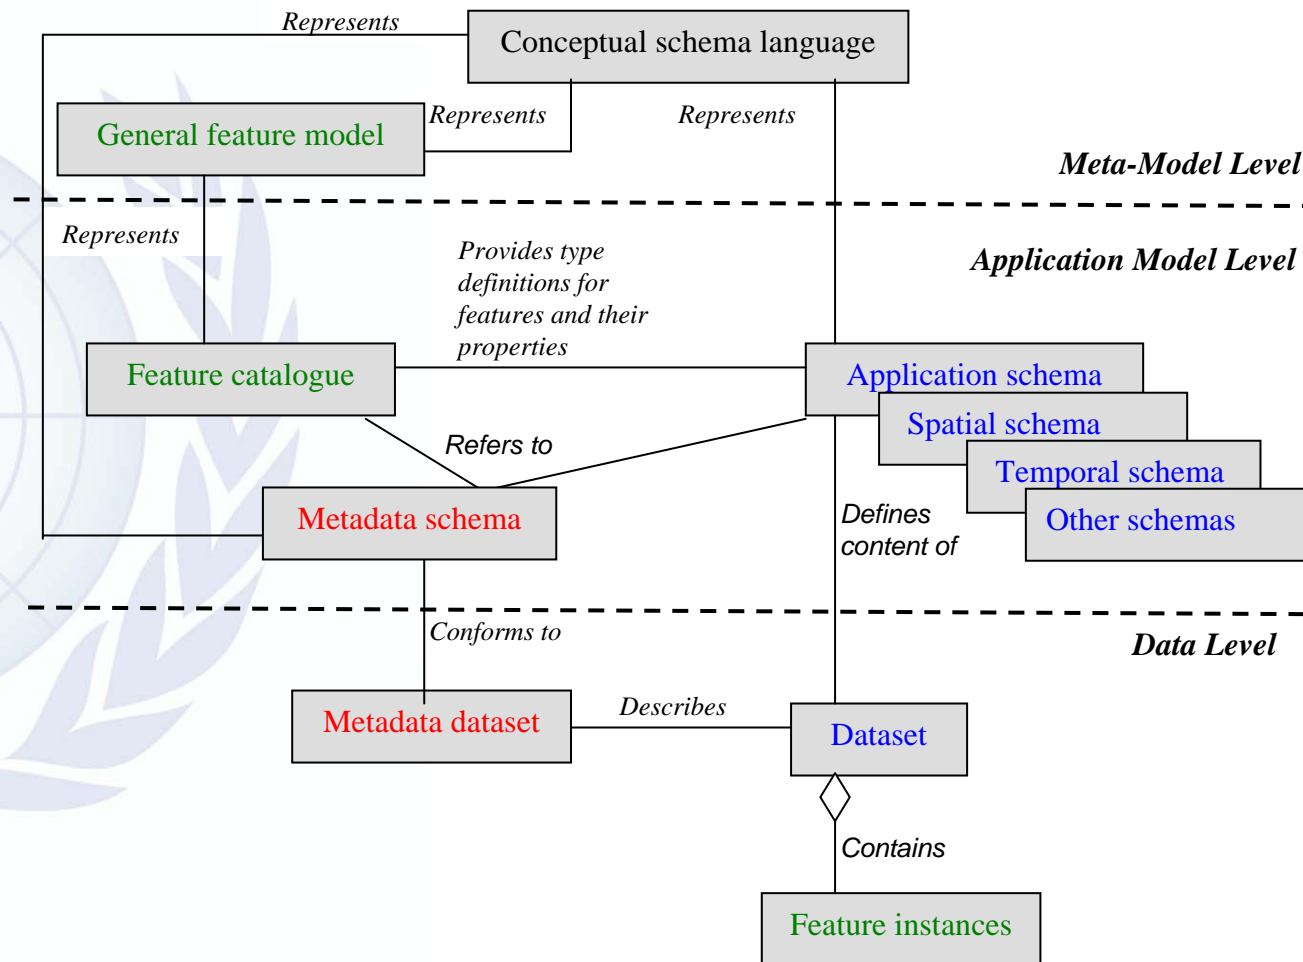 Represents
Conceptual schema language
General feature model
Represents
Represents
Meta-Model Level
Represents
Provides type
definitions for
features and their
properties
Application Model Level
Feature catalogue
Application schema
Spatial schema
Temporal schema
Other schemas
Refers to
Metadata schema
Defines
content of
Conforms to
Data Level
Metadata dataset
Describes
Dataset
Contains
Feature instances